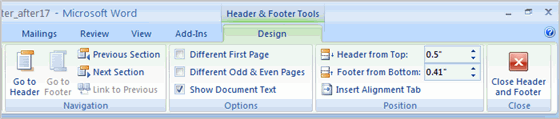 ter_after17 - Microsoft Word
Header & Footer Tools
Mailings Review View Add-Ins Design
Go to Header
Go to Footer
Previous Section
Next Section
Link to Previous
Navigation
Different First Page
Different Odd & Even Pages
Show Document Text
Options
Header from Top: 0.5"
Footer from Bottom: 0.41"
Insert Alignment Tab
Position
Close Header
and Footer
Close